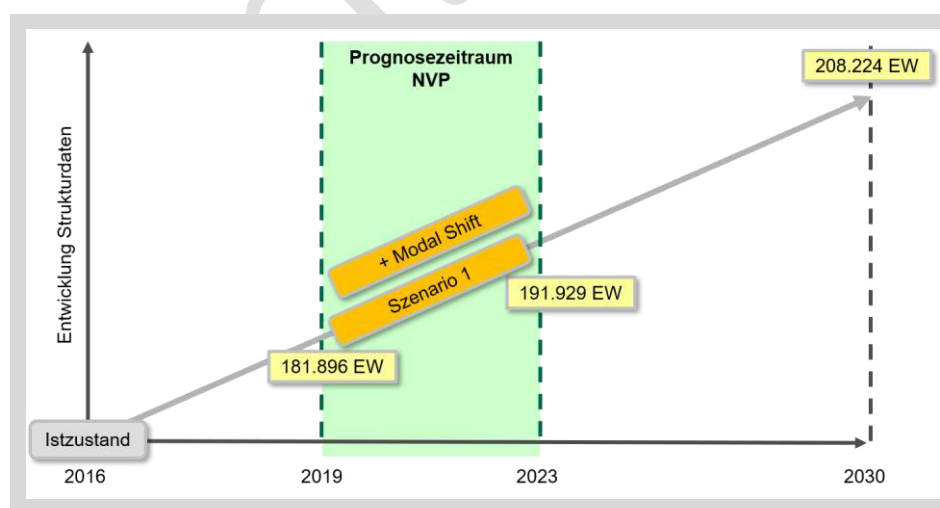 Prognosezeitraum
NVP
208.224 EW
Entwicklung Strukturdaten
+ Modal Shift
Szenario 1
191.929 EW
181.896 EW
Istzustand
2016
2019
2023
2030